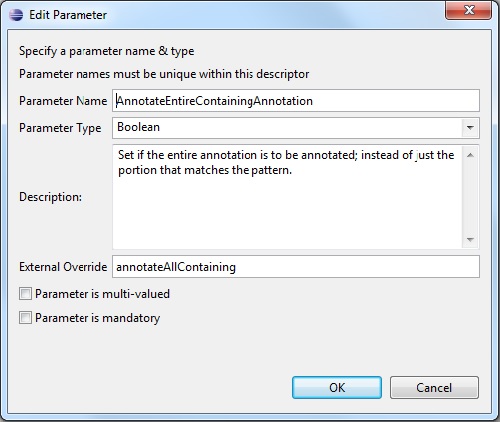 Edit Parameter
Specify a parameter name & type
Parameter names must be unique within this descriptor
Parameter Name AnnotateEntireContainingAnnotation
Parameter Type Boolean
Set if the entire annotation is to be annotated; instead of just the
portion that matches the pattern.
Description:
External Override annotateAllContaining
Parameter is multi-valued
Parameter is mandatory
OK Cancel